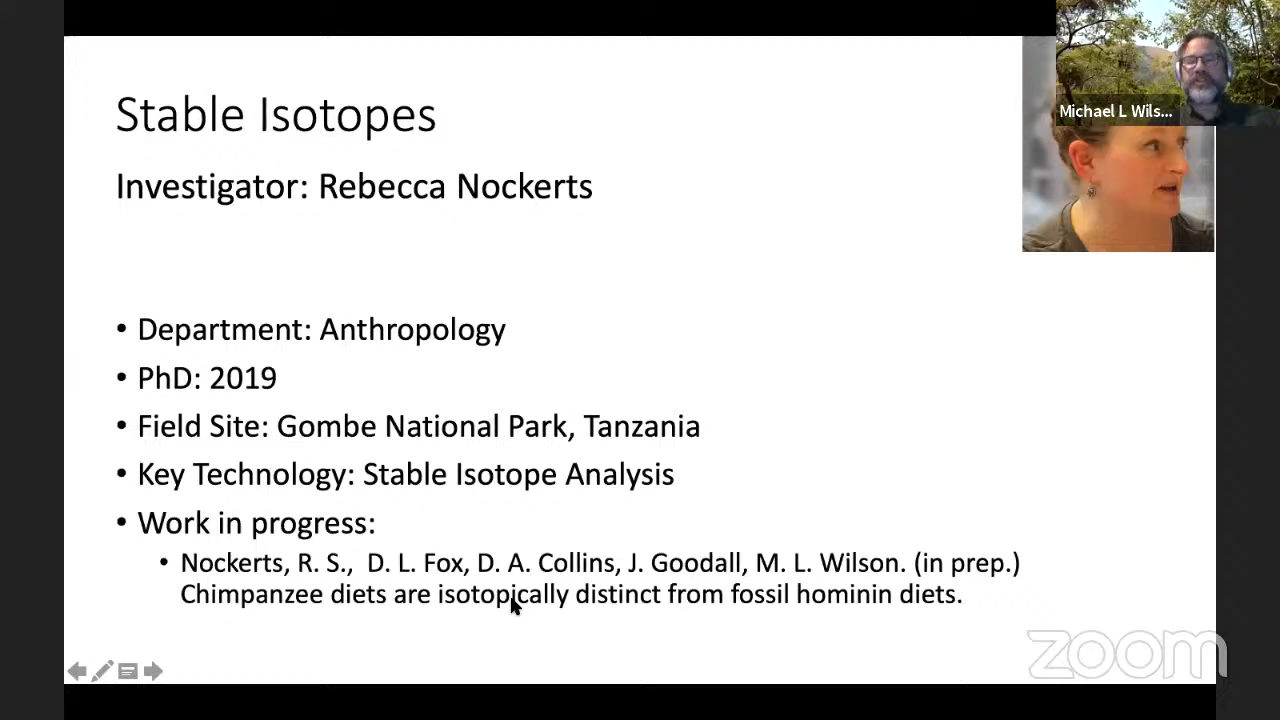 Stable Isotopes
Michael L Wils...
Investigator: Rebecca Nockerts
• Department: Anthropology
• PhD: 2019
• Field Site: Gombe National Park, Tanzania
• Key Technology: Stable Isotope Analysis
• Work in progress:
• Nockerts, R. S., D. L. Fox, D. A. Collins, J. Goodall, M. L. Wilson. (in prep.)
Chimpanzee diets are isotopically distinct from fossil hominin diets.
zoom